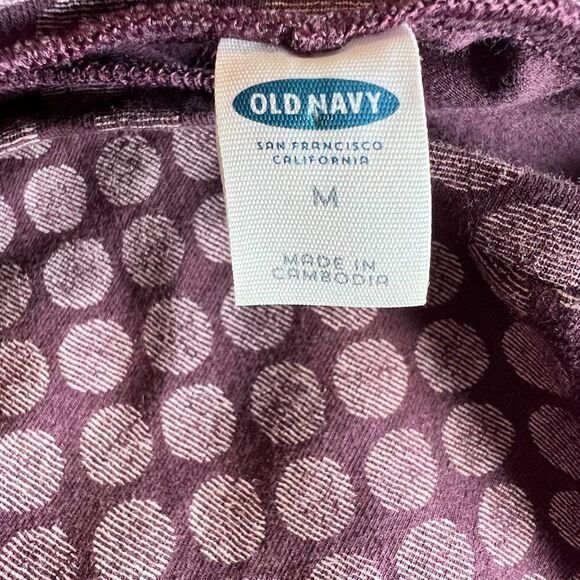 OLD NAVY
SAN FRANCISCO
CALIFORNIA
M
MADE IN
CAMBODIA